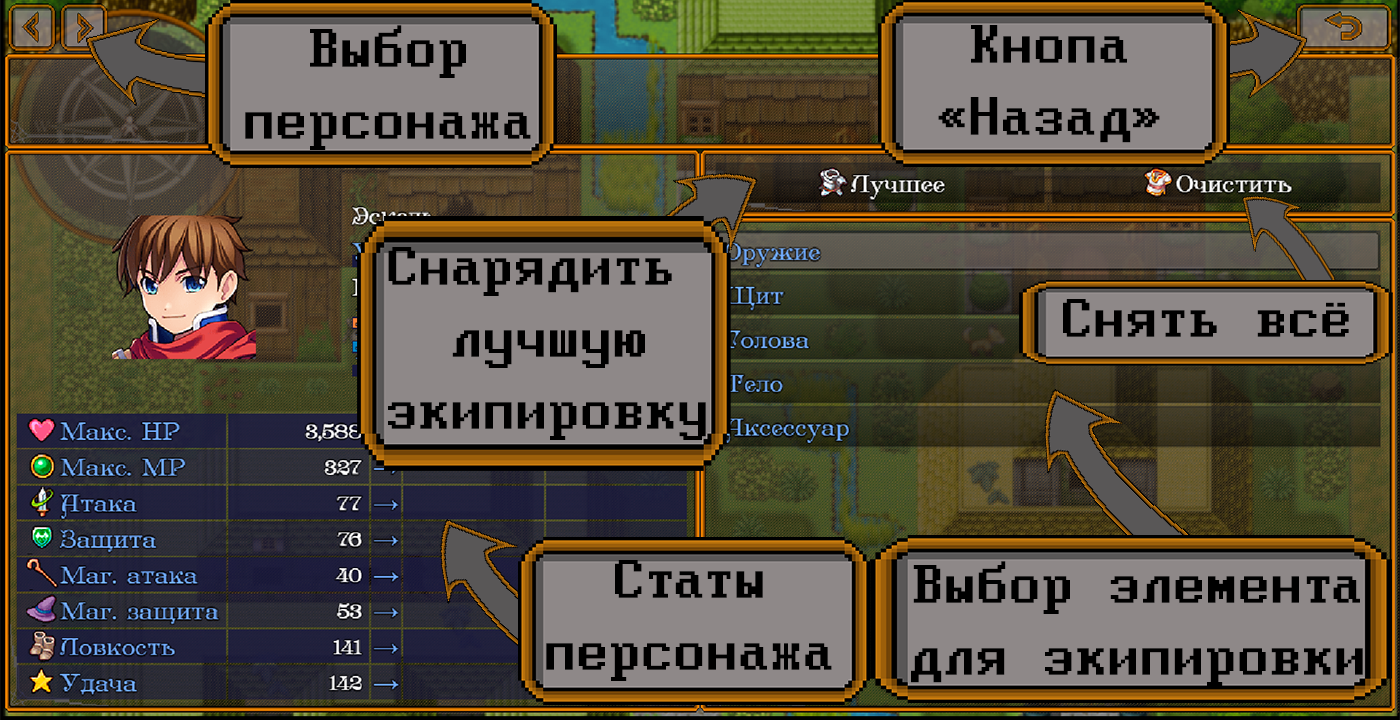 Выбор
персонажа
Кнопа
«Назад»
Лучшее
Очистить
Снарядить
лучшую
экипировку
Оружие
Щит
Голова
Тело
Аксессуар
Снять всё
Макс. HP 3,588
Макс. MP 327 →
Атака 77 →
Защита 76 →
Маг. атака 40 →
Маг. защита 53 →
Ловкость 141 →
Удача 142 →
Статы
персонажа
Выбор элемента
для экипировки